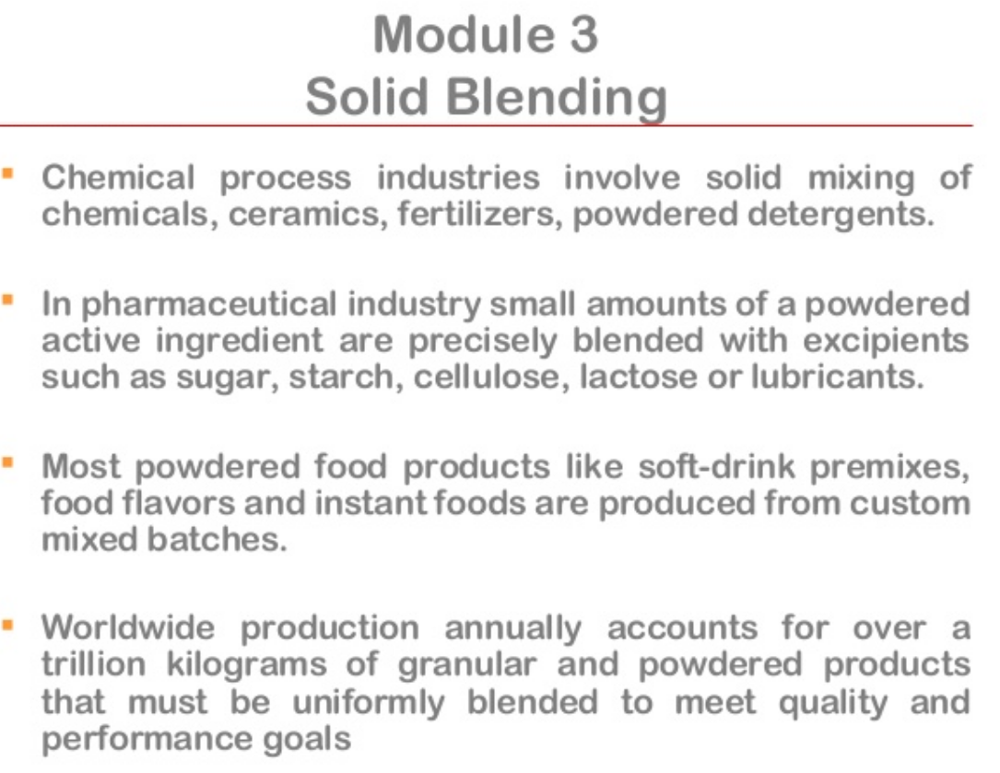 Module 3
Solid Blending
Chemical process industries involve solid mixing of
chemicals, ceramics, fertilizers, powdered detergents.
In pharmaceutical industry small amounts of a powdered
active ingredient are precisely blended with excipients
such as sugar, starch, cellulose, lactose or lubricants.
Most powdered food products like soft-drink premixes,
food flavors and instant foods are produced from custom
mixed batches.
Worldwide production annually accounts for over a
trillion kilograms of granular and powdered products
that must be uniformly blended to meet quality and
performance goals